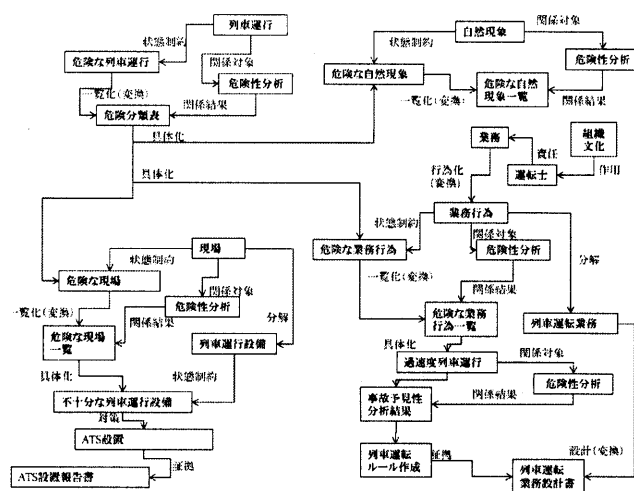 列車運行
状態制約
危険な列車運行
関係対象
危険性分析
一覧化(変換)
関係結果
危険分類表
具体化
自然現象
関係対象
状態制約
危険性分析
危険な自然現象
危険な自然
現象一覧
一覧化(変換)
関係結果
具体化
業務
組織
文化
責任
運転士
作用
行為化
(変換)
業務行為
状態制約
関係対象
危険な業務行為
危険性分析
分解
一覧化(変換)
関係結果
危険な業務
行為一覧
列車運転業務
具体化
過速度列車運行
関係対象
危険性分析
事故予見性
分析結果
関係結果
列車運転
ルール作成
証拠
設計(変換)
列車運転
業務設計書
現場
状態制約
危険な現場
関係対象
危険性分析
分解
一覧化(変換)
関係結果
危険な現場
一覧
列車運行設備
具体化
状態制約
不十分な列車運行設備
対策
ATS設置
証拠
ATS設置報告書